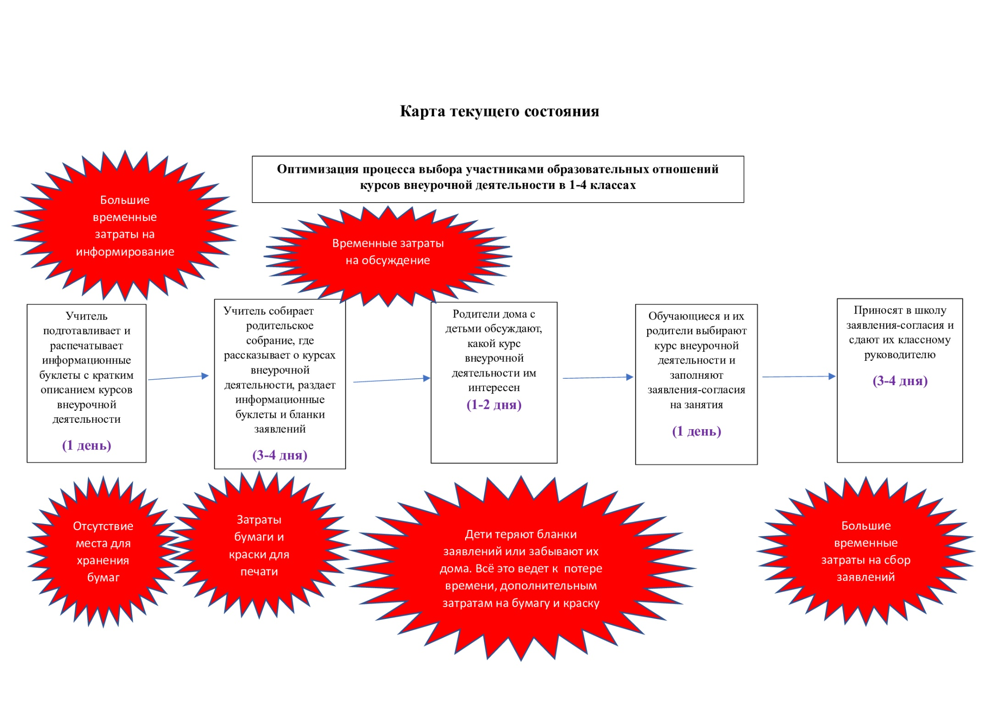 Карта текущего состояния
Оптимизация процесса выбора участниками образовательных отношений
курсов внеурочной деятельности в 1-4 классах
Большие
временные
затраты на
информирование
Временные затраты
на обсуждение
Учитель
подготавливает и
распечатывает
информационные
буклеты с кратким
описанием курсов
внеурочной
деятельности
(1 день)
Учитель собирает
родительское
собрание, где
рассказывает о курсах
внеурочной
деятельности, раздает
информационные
буклеты и бланки
заявлений
(3-4 дня)
Родители дома с
детьми обсуждают,
какой курс
внеурочной
деятельности им
интересен
(1-2 дня)
Обучающиеся и их
родители выбирают
курс внеурочной
деятельности и
заполняют
заявления-согласия
на занятия
(1 день)
Приносят в школу
заявления-согласия и
сдают их классному
руководителю
(3-4 дня)
Отсутствие
места для
хранения
бумаг
Затраты
бумаги и
краски для
печати
Дети теряют бланки
заявлений или забывают их
дома. Всё это ведет к  потере
времени, дополнительным
затратам на бумагу и краску
Большие
временные
затраты на сбор
заявлений